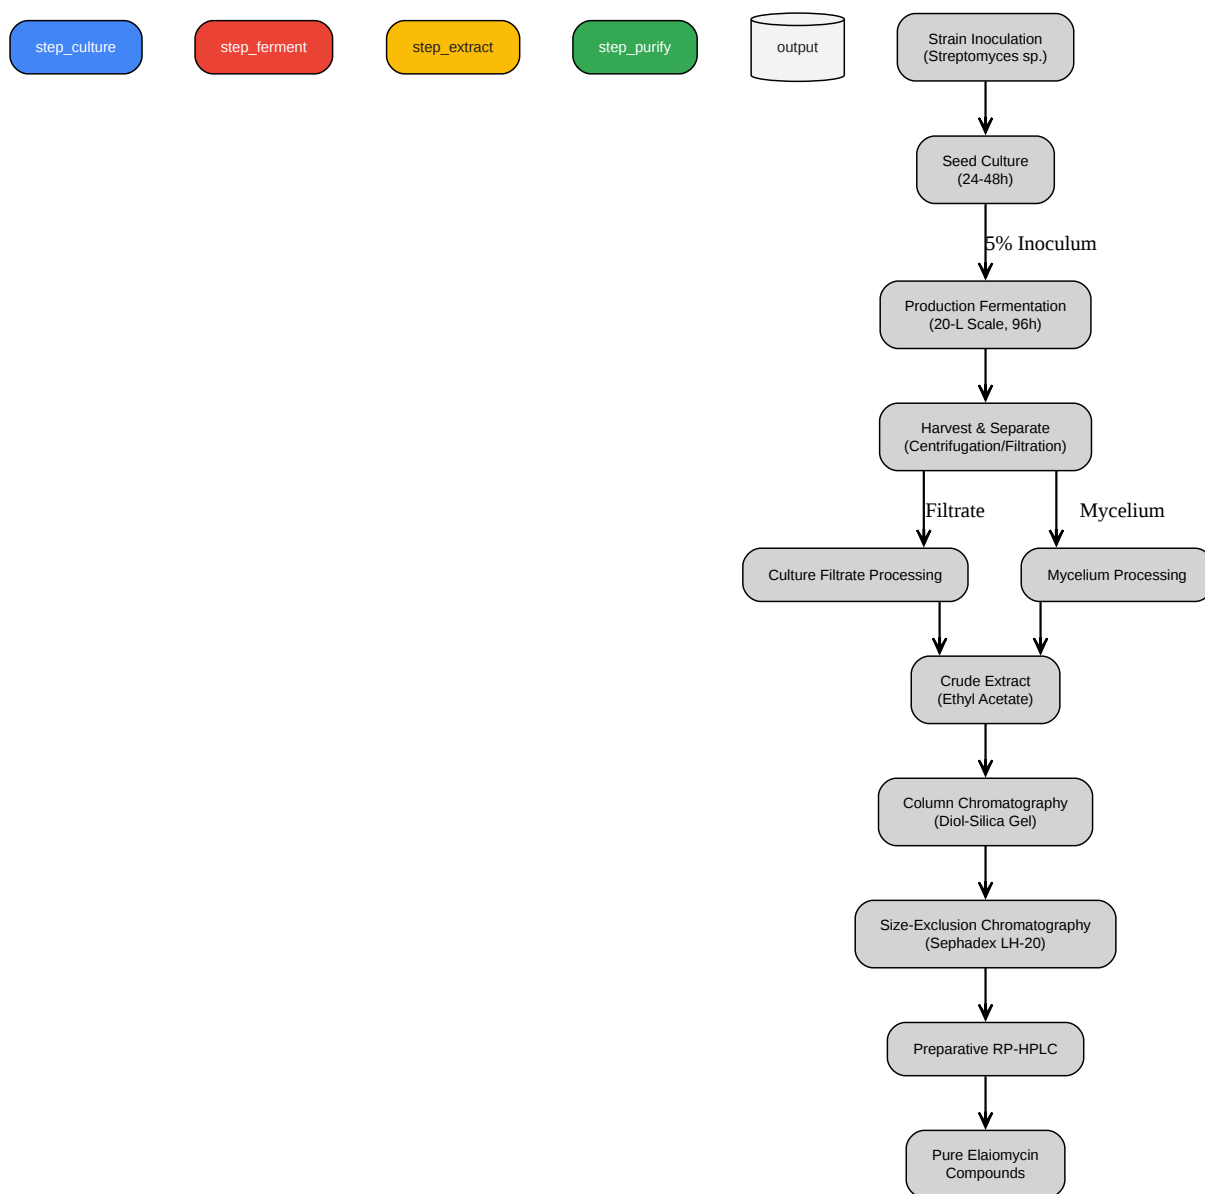 step_culture
step_ferment
step_extract
step_purify
output
Strain Inoculation
(Streptomyces sp.)
Seed Culture
(24-48h)
5% Inoculum
Production Fermentation
(20-L Scale, 96h)
Harvest & Separate
(Centrifugation/Filtration)
Filtrate
Mycelium
Culture Filtrate Processing
Mycelium Processing
Crude Extract
(Ethyl Acetate)
Column Chromatography
(Diol-Silica Gel)
Size-Exclusion Chromatography
(Sephadex LH-20)
Preparative RP-HPLC
Pure Elaiomycin
Compounds